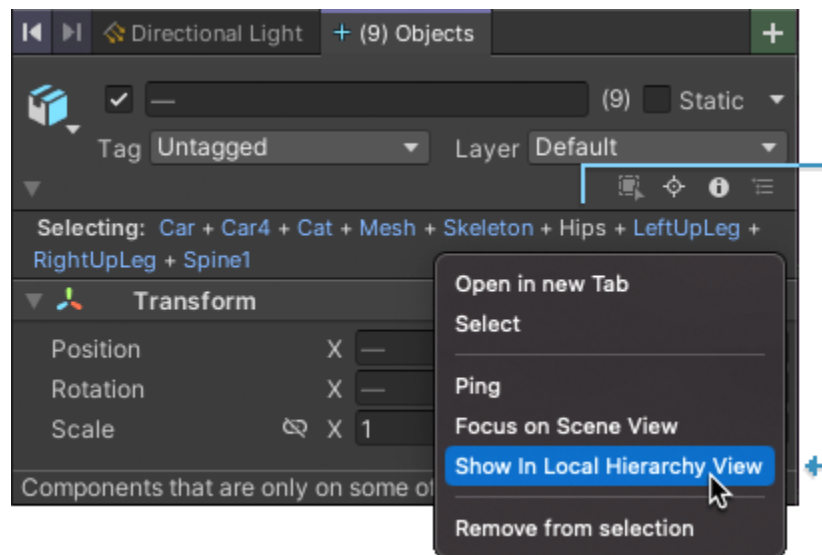 Directional Light
(9) Objects
+
—
(9)
Static
Tag
Untagged
Layer
Default
Selecting: Car + Car4 + Cat + Mesh + Skeleton + Hips + LeftUpLeg +
RightUpLeg + Spine1
Transform
Position
X
—
Rotation
X
—
Scale
X
1
Components that are only on some of
Open in new Tab
Select
Ping
Focus on Scene View
Show In Local Hierarchy View
Remove from selection